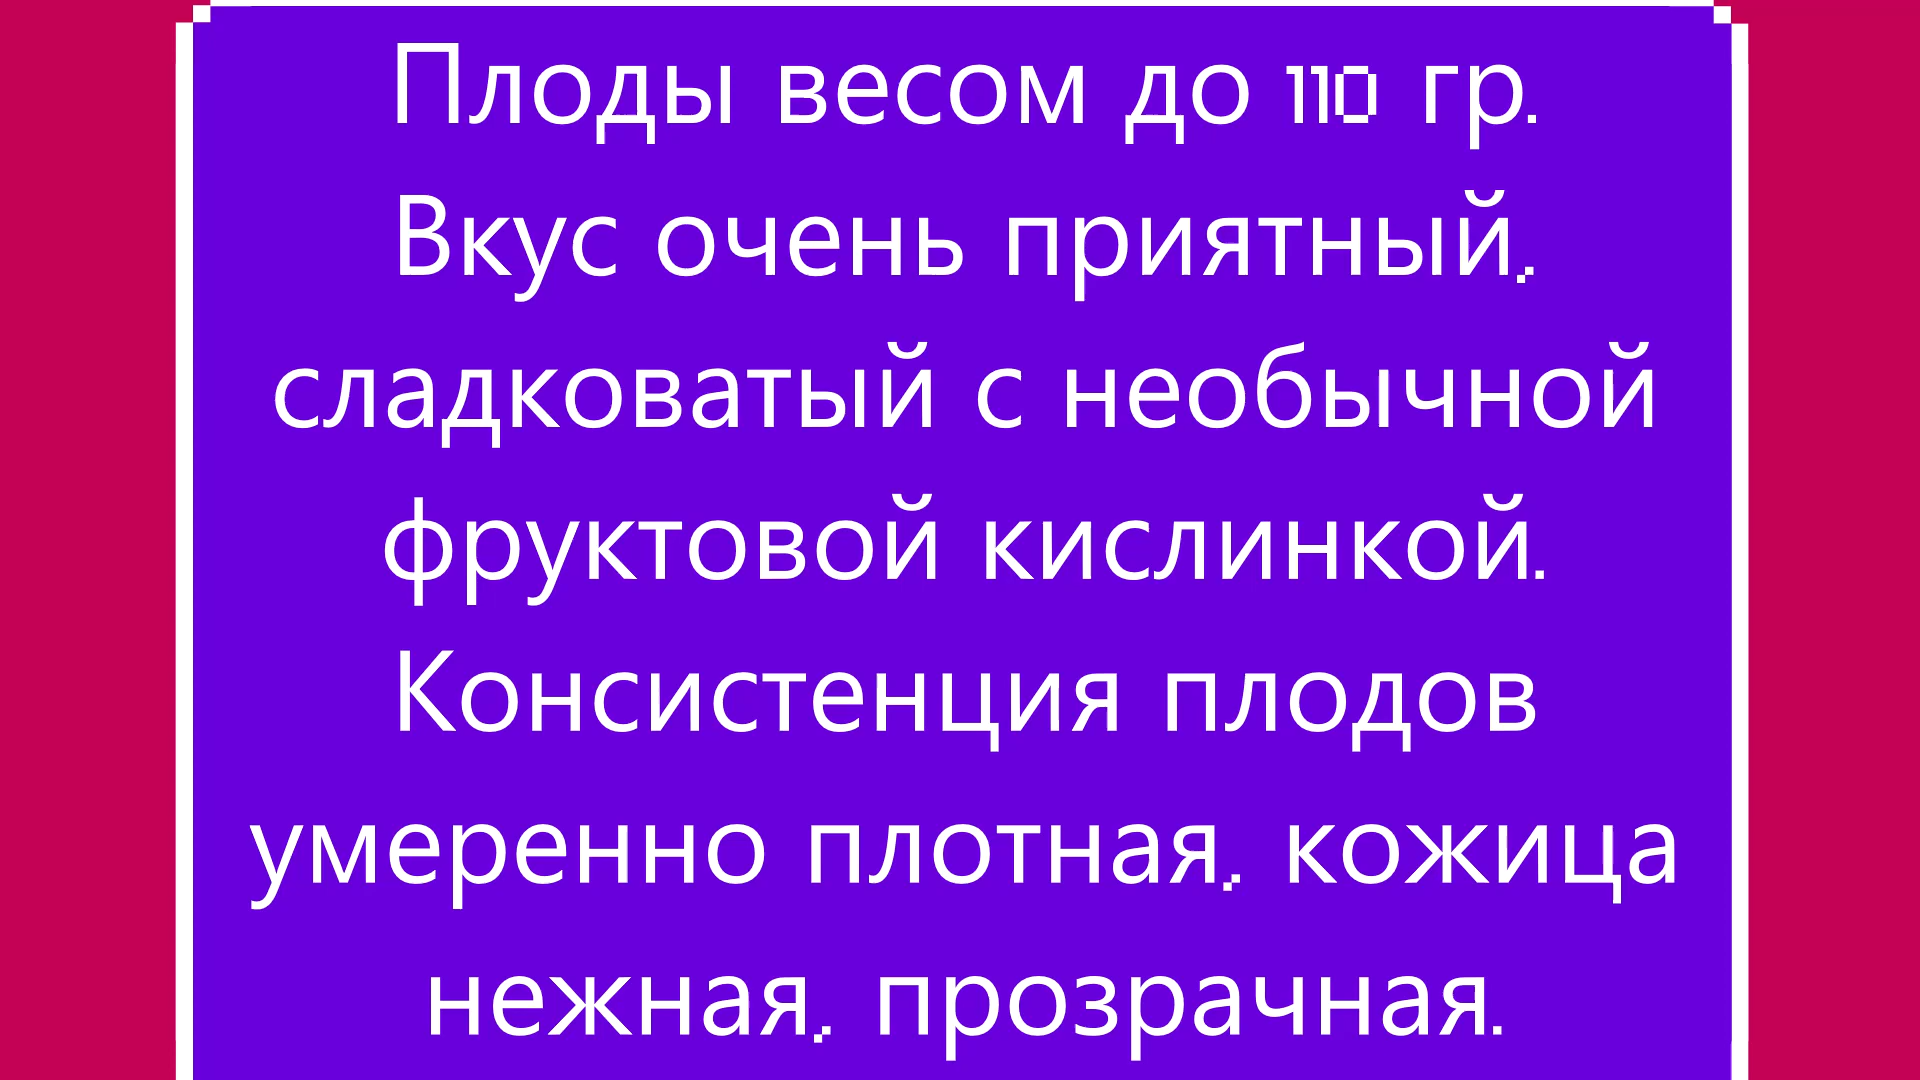 Плоды весом до 110 гр.
Вкус очень приятный,
сладковатый с необычной
фруктовой кислинкой.
Консистенция плодов
умеренно плотная, кожица
нежная, прозрачная.